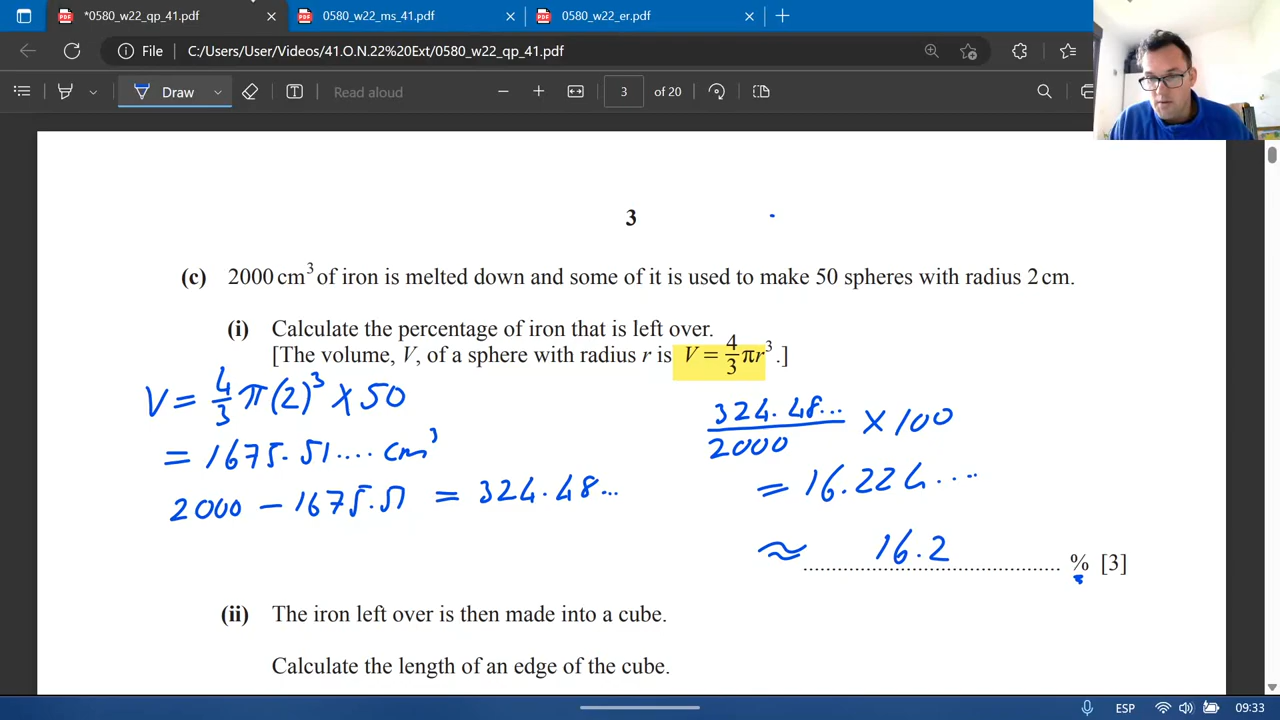 *0580_w22_qp_41.pdf
0580_w22_ms_41.pdf
0580_w22_er.pdf
File
C:/Users/User/Videos/41.O.N.22%20Ext/0580_w22_qp_41.pdf
Draw
Read aloud
3
of 20
3
(c) 2000 cm³ of iron is melted down and some of it is used to make 50 spheres with radius 2 cm.
(i) Calculate the percentage of iron that is left over.
[The volume, V, of a sphere with radius r is V = 4/3 πr³ .]
V = 4/3 π(2)³ × 50
= 1675.51.... cm³
2000 − 1675.51 = 324.48...
324.48... / 2000 × 100
= 16.224....
≈ 16.2
.............................................. % [3]
(ii) The iron left over is then made into a cube.
Calculate the length of an edge of the cube.
ESP
09:33